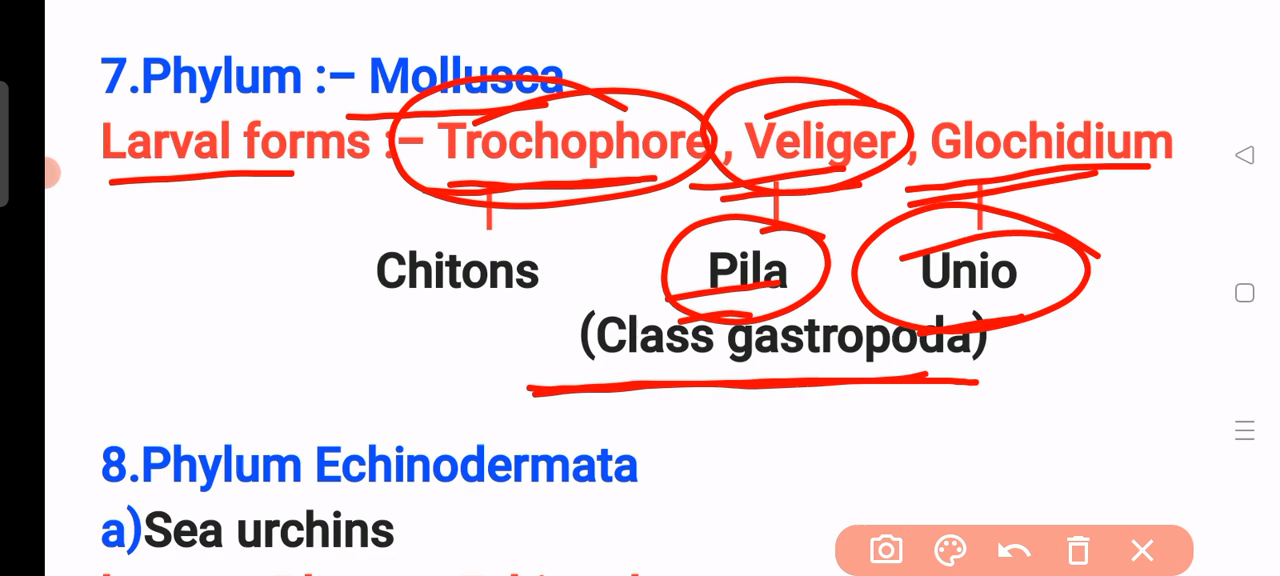 7.Phylum :– Mollusca
Larval forms :– Trochophore , Veliger , Glochidium
Chitons Pila Unio
(Class gastropoda)
8.Phylum Echinodermata
a)Sea urchins